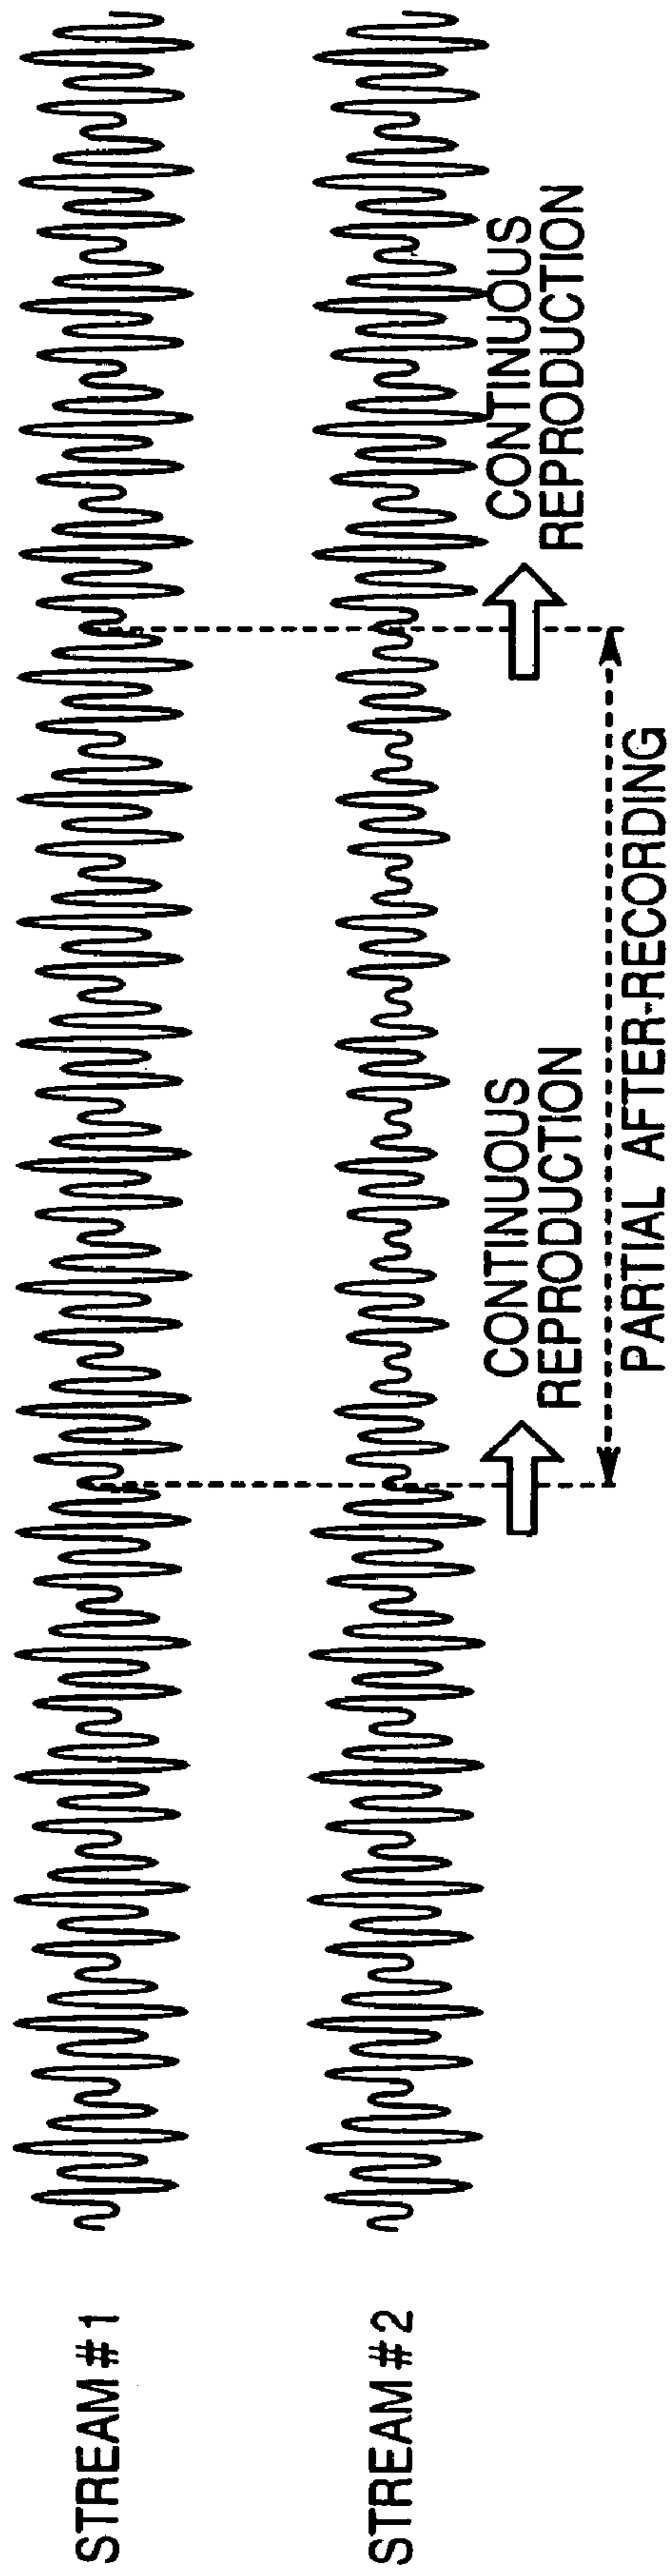 STREAM#1
STREAM#2
CONTINUOUS
REPRODUCTION
CONTINUOUS
REPRODUCTION
PARTIAL AFTER-RECORDING